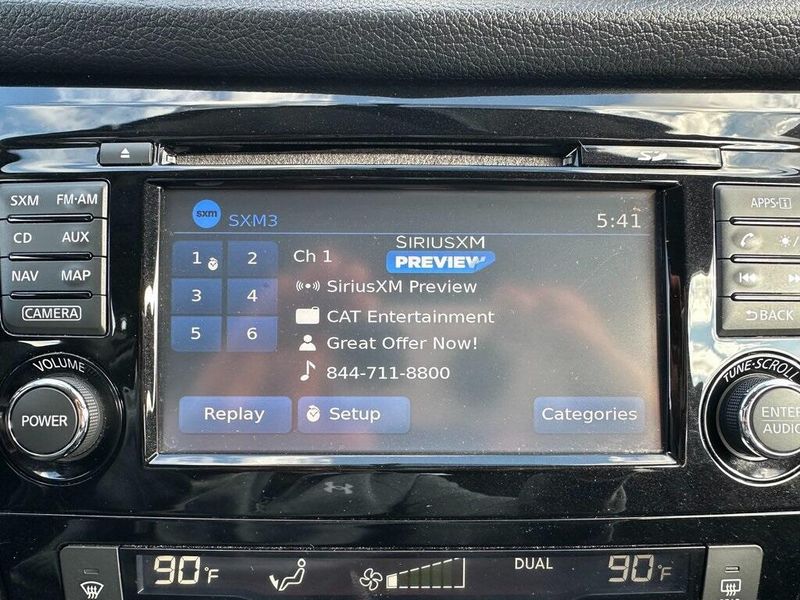 SXM FM·AM
CD AUX
NAV MAP
CAMERA
VOLUME
POWER
SD
sxm SXM3
5:41
1 2
3 4
5 6
Ch 1
SIRIUSXM
PREVIEW
SiriusXM Preview
CAT Entertainment
Great Offer Now!
844-711-8800
Replay
Setup
Categories
APPS·i
BACK
TUNE·SCROLL
ENTER
AUDIO
90°F
DUAL
90°F